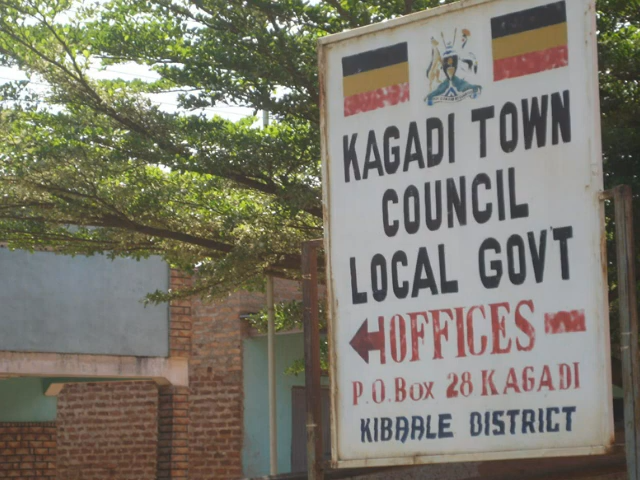 KAGADI TOWN
COUNCIL
LOCAL GOVT
OFFICES
P.O.Box 28 KAGADI
KIBAALE DISTRICT